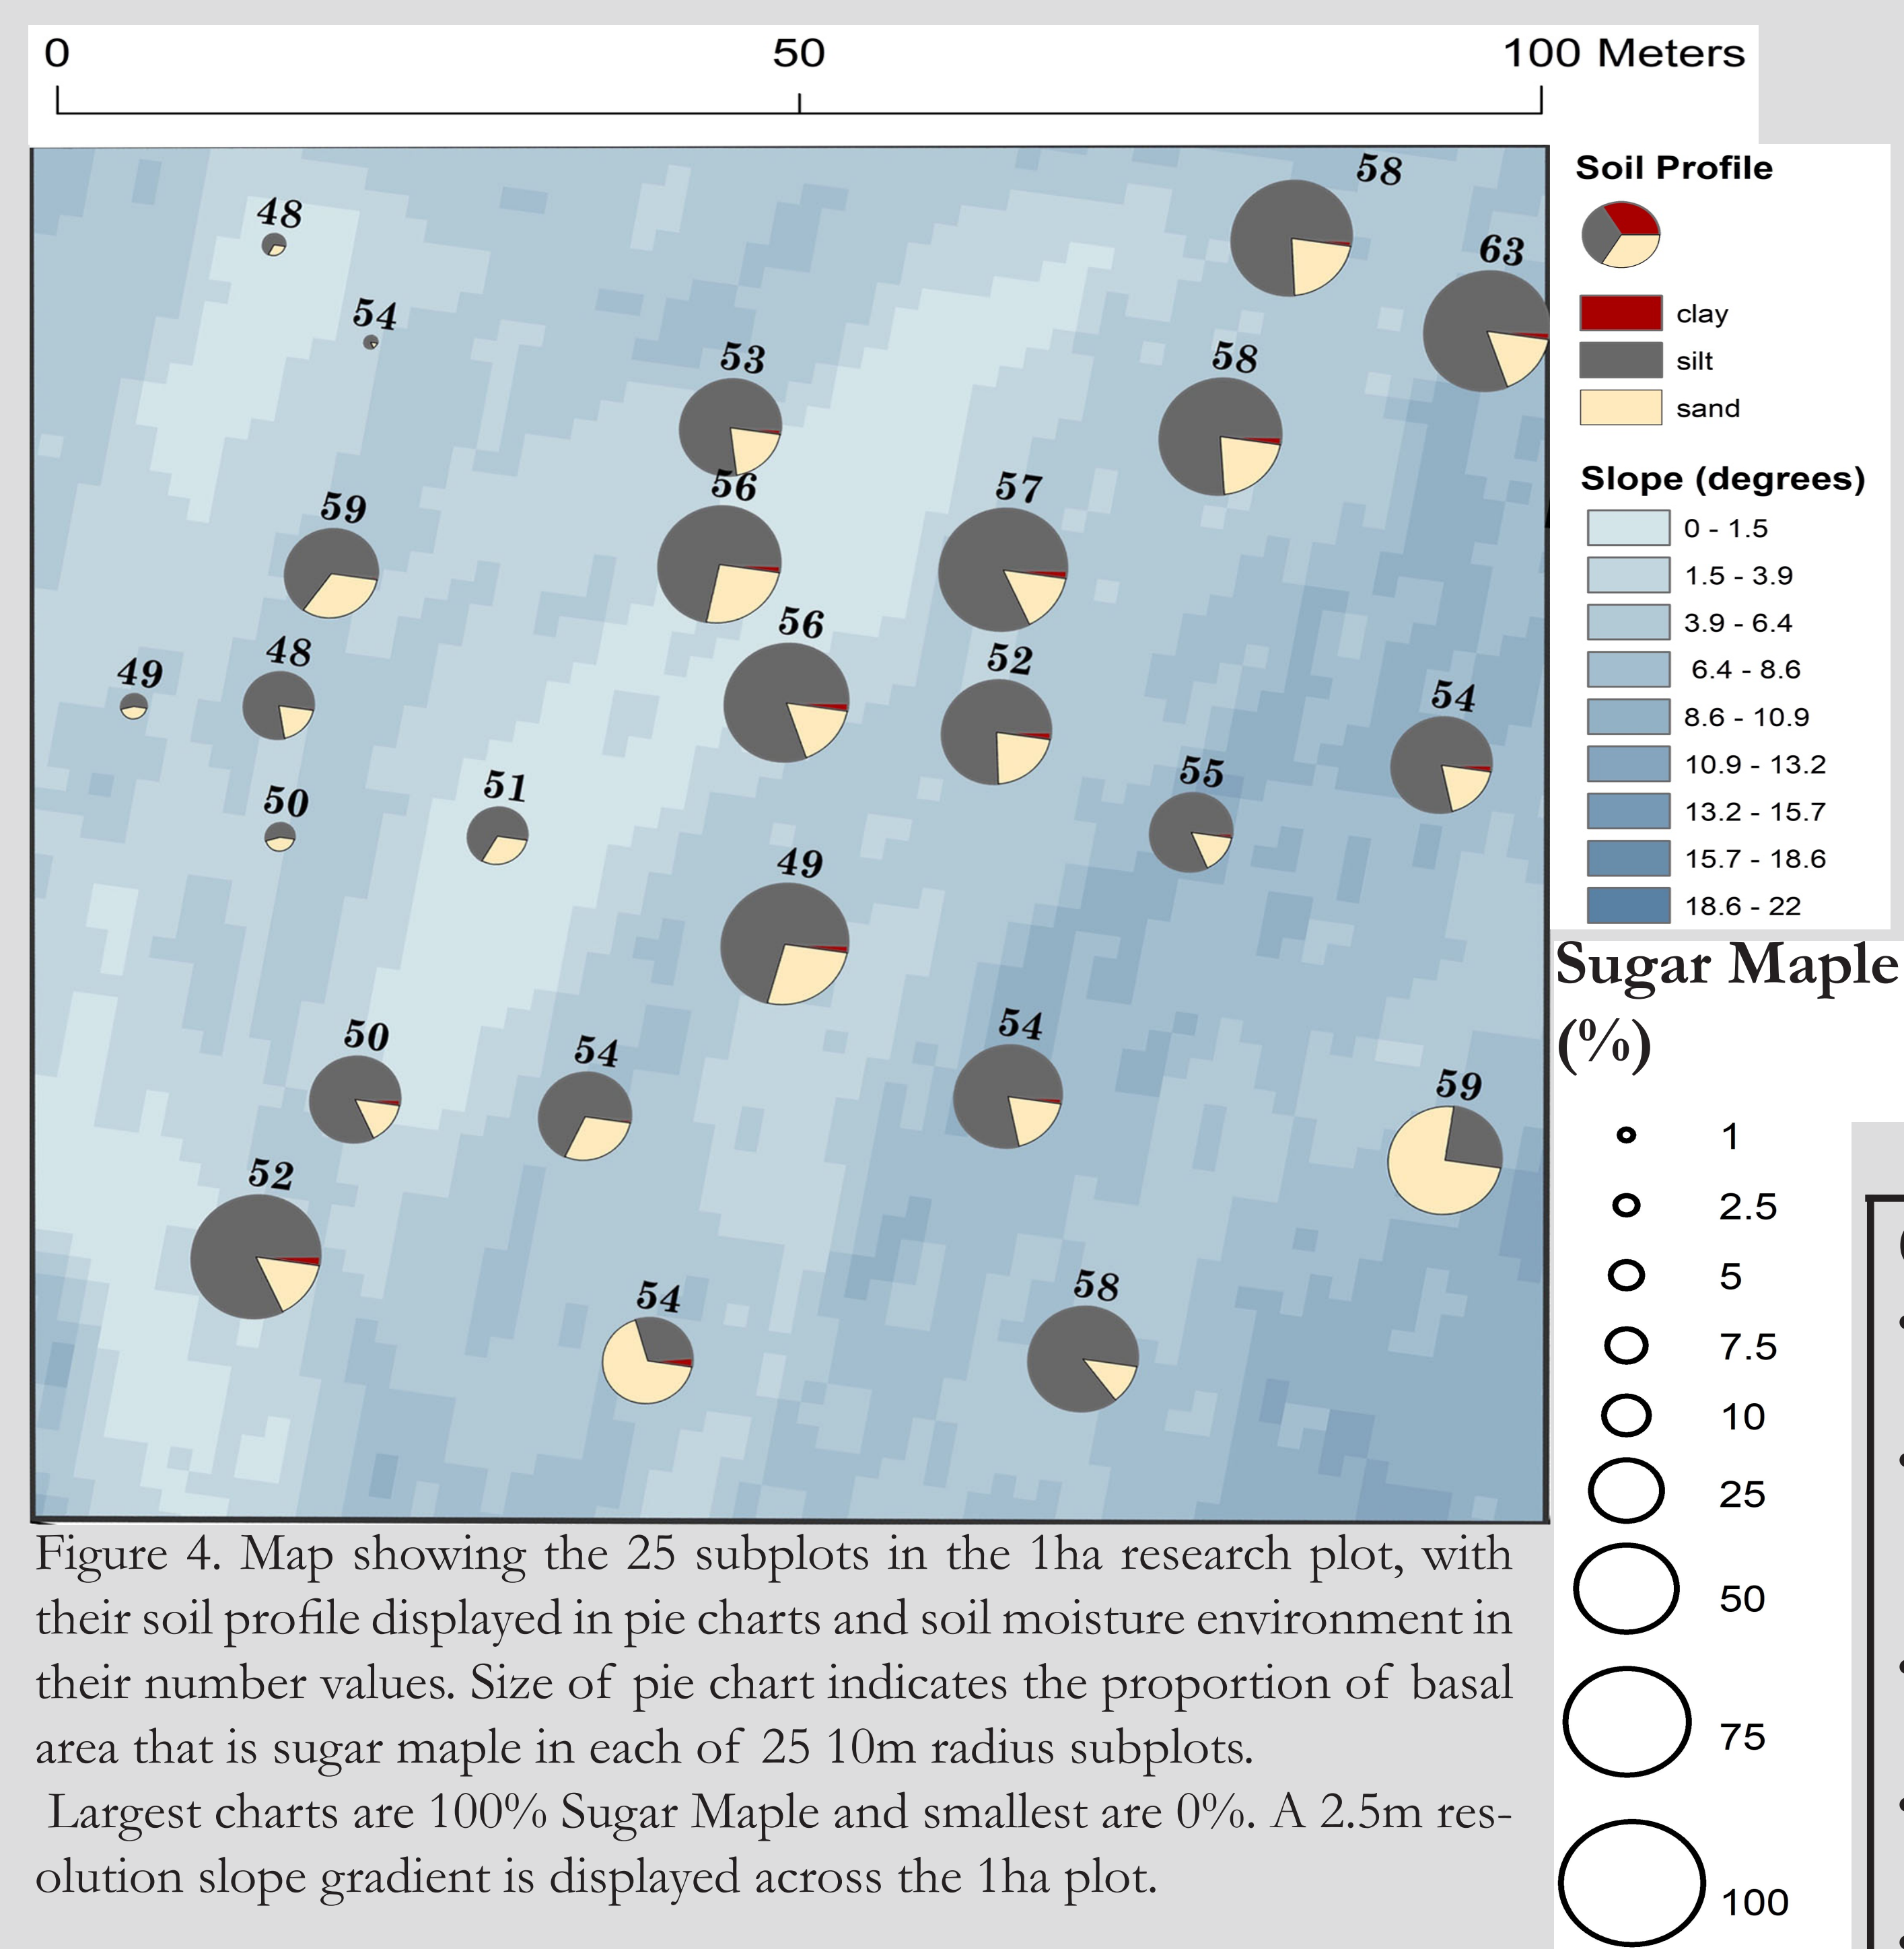 0 50 100 Meters
58
48
63
54
53
58
56
57
59
56
48
52
49
54
55
51
50
49
50
54
54
59
52
54
58
Soil Profile
clay
silt
sand
Slope (degrees)
0 - 1.5
1.5 - 3.9
3.9 - 6.4
6.4 - 8.6
8.6 - 10.9
10.9 - 13.2
13.2 - 15.7
15.7 - 18.6
18.6 - 22
Sugar Maple
(%)
1
2.5
5
7.5
10
25
50
75
100
Figure 4. Map showing the 25 subplots in the 1ha research plot, with
their soil profile displayed in pie charts and soil moisture environment in
their number values. Size of pie chart indicates the proportion of basal
area that is sugar maple in each of 25 10m radius subplots.
Largest charts are 100% Sugar Maple and smallest are 0%. A 2.5m res-
olution slope gradient is displayed across the 1ha plot.